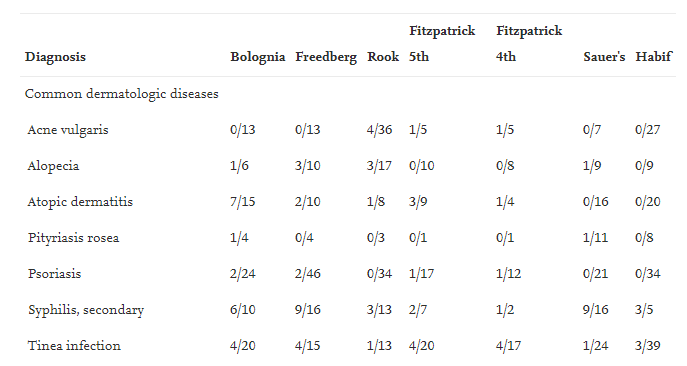 Fitzpatrick Fitzpatrick
Diagnosis Bolognia Freedberg Rook 5th 4th Sauer's Habif
Common dermatologic diseases
Acne vulgaris 0/13 0/13 4/36 1/5 1/5 0/7 0/27
Alopecia 1/6 3/10 3/17 0/10 0/8 1/9 0/9
Atopic dermatitis 7/15 2/10 1/8 3/9 1/4 0/16 0/20
Pityriasis rosea 1/4 0/4 0/3 0/1 0/1 1/11 0/8
Psoriasis 2/24 2/46 0/34 1/17 1/12 0/21 0/34
Syphilis, secondary 6/10 9/16 3/13 2/7 1/2 9/16 3/5
Tinea infection 4/20 4/15 1/13 4/20 4/17 1/24 3/39